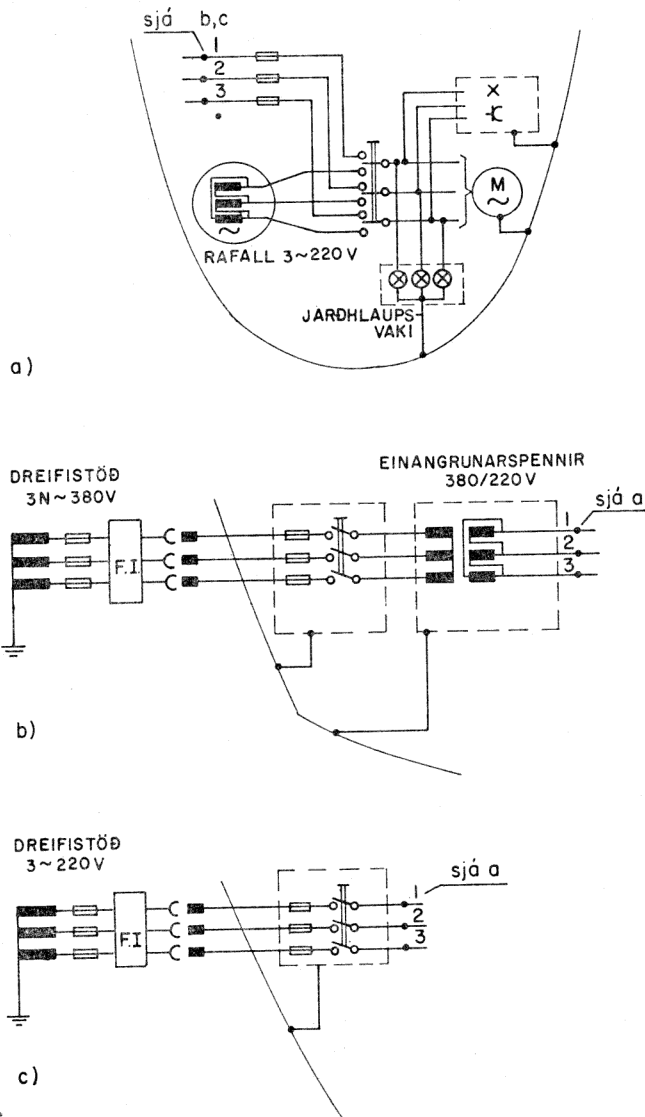 sjá b,c
1
2
3
M
~
~
RAFALL 3~220V
JARÐHLAUPS-
VAKI
a)
DREIFISTÖÐ
3N~380V
EINANGRUNARSPENNIR
380/220V
sjá a
1
2
3
F.I.
b)
DREIFISTÖÐ
3~220V
sjá a
1
2
3
F.I
c)